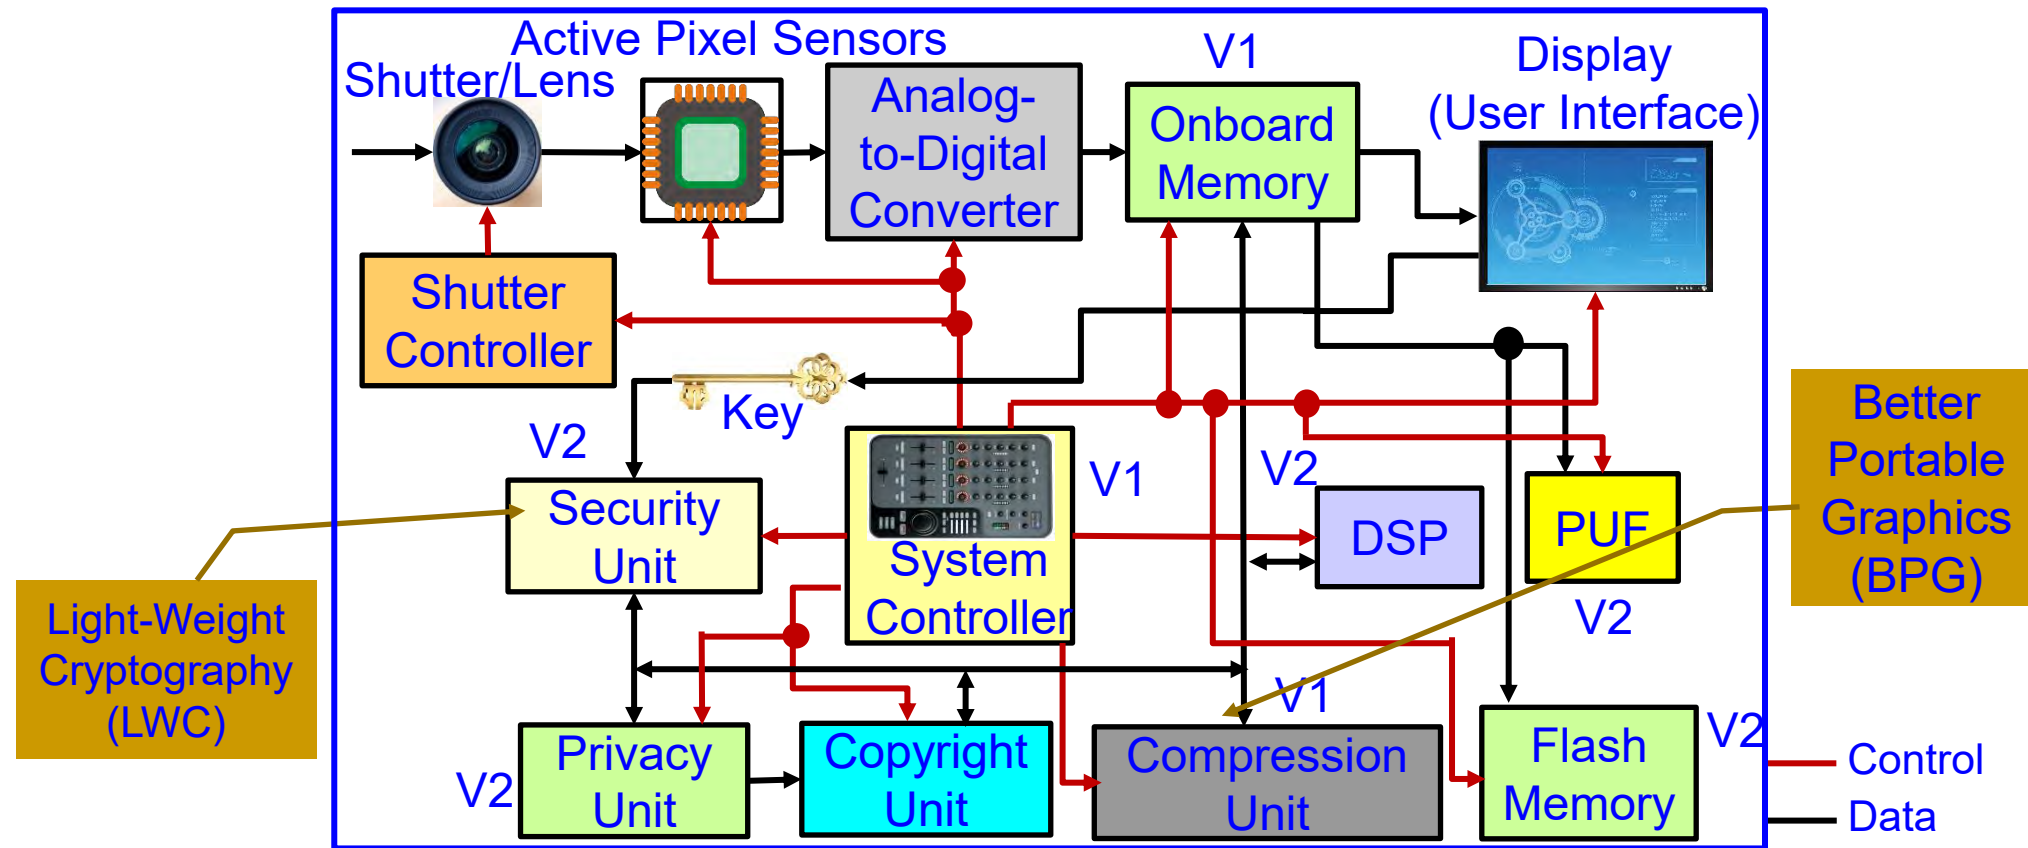 Active Pixel Sensors
Shutter/Lens
Analog-
to-Digital
Converter
V1
Onboard
Memory
Display
(User Interface)
Shutter
Controller
Key
V2
Security
Unit
V1
System
Controller
V2
DSP
PUF
V2
Better
Portable
Graphics
(BPG)
Light-Weight
Cryptography
(LWC)
V2
Privacy
Unit
Copyright
Unit
V1
Compression
Unit
Flash
Memory
V2
Control
Data